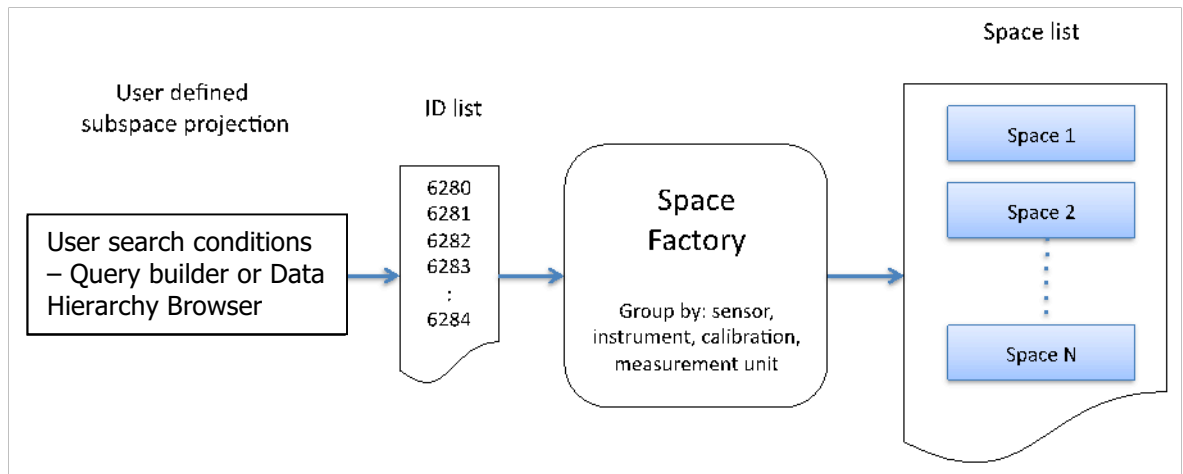 User defined
subspace projection
User search conditions
– Query builder or Data
Hierarchy Browser
ID list
6280
6281
6282
6283
:
6284
Space
Factory
Group by: sensor,
instrument, calibration,
measurement unit
Space list
Space 1
Space 2
Space N